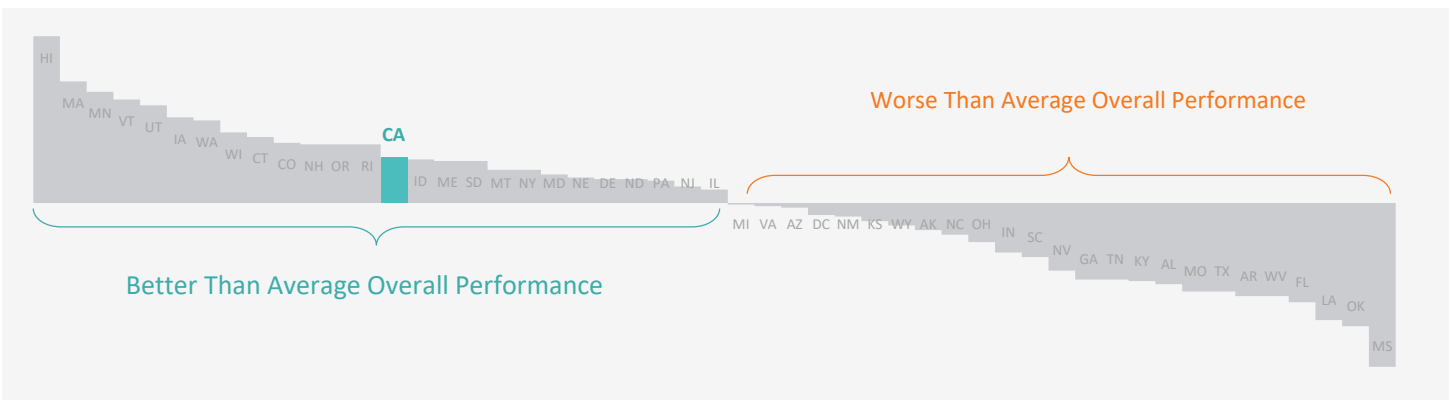 HI MA MN VT UT IA WA WI CT CO NH OR RI CA ID ME SD MT NY MD NE DE ND PA NJ IL
Worse Than Average Overall Performance
MI VA AZ DC NM KS WY AK NC OH IN SC NV GA TN KY AL MO TX AR WV FL LA OK MS
Better Than Average Overall Performance